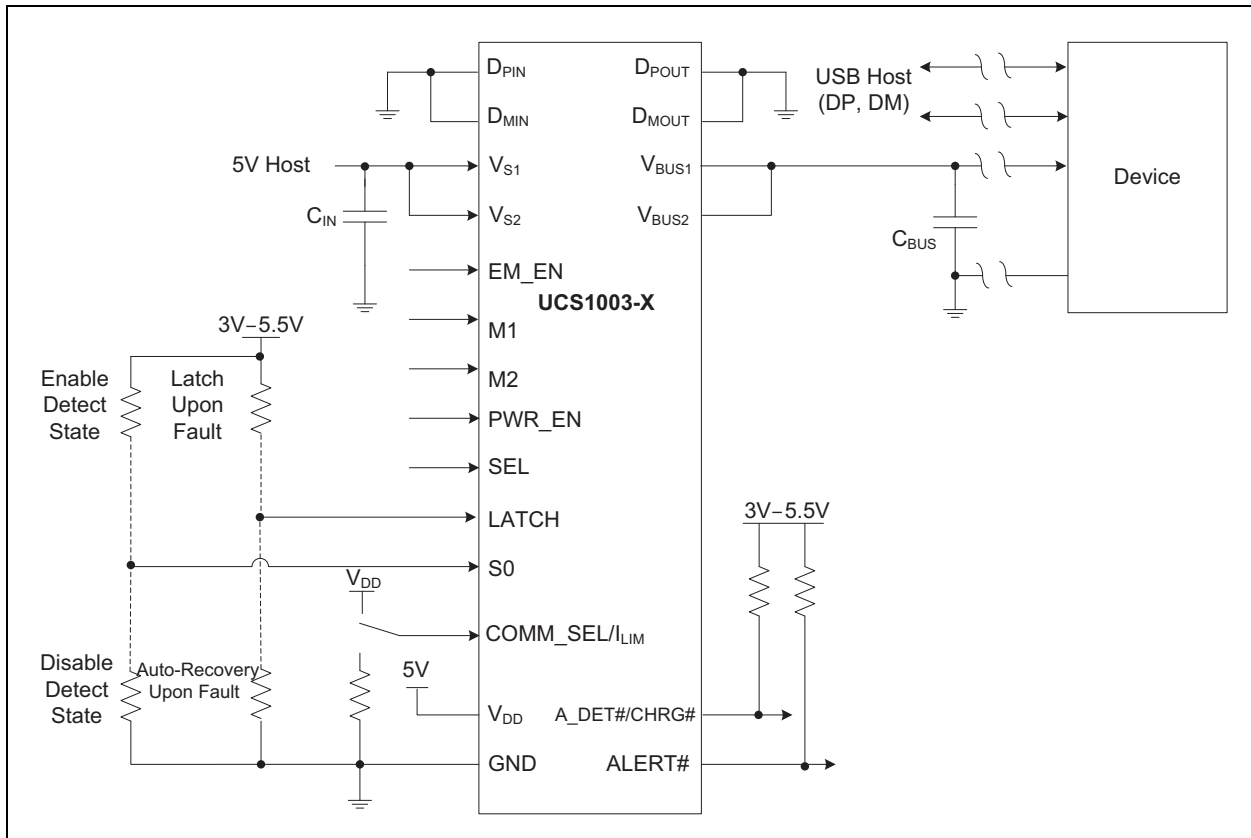 DPIN
DPOUT
USB Host
(DP, DM)
DMIN
DMOUT
5V Host
VS1
VBUS1
Device
CIN
VS2
VBUS2
CBUS
EM_EN
UCS1003-X
M1
3V–5.5V
Enable
Detect
State
Latch
Upon
Fault
M2
PWR_EN
SEL
LATCH
3V–5.5V
S0
VDD
COMM_SEL/ILIM
Disable
Detect
State
Auto-Recovery
Upon Fault
5V
VDD
A_DET#/CHRG#
GND
ALERT#